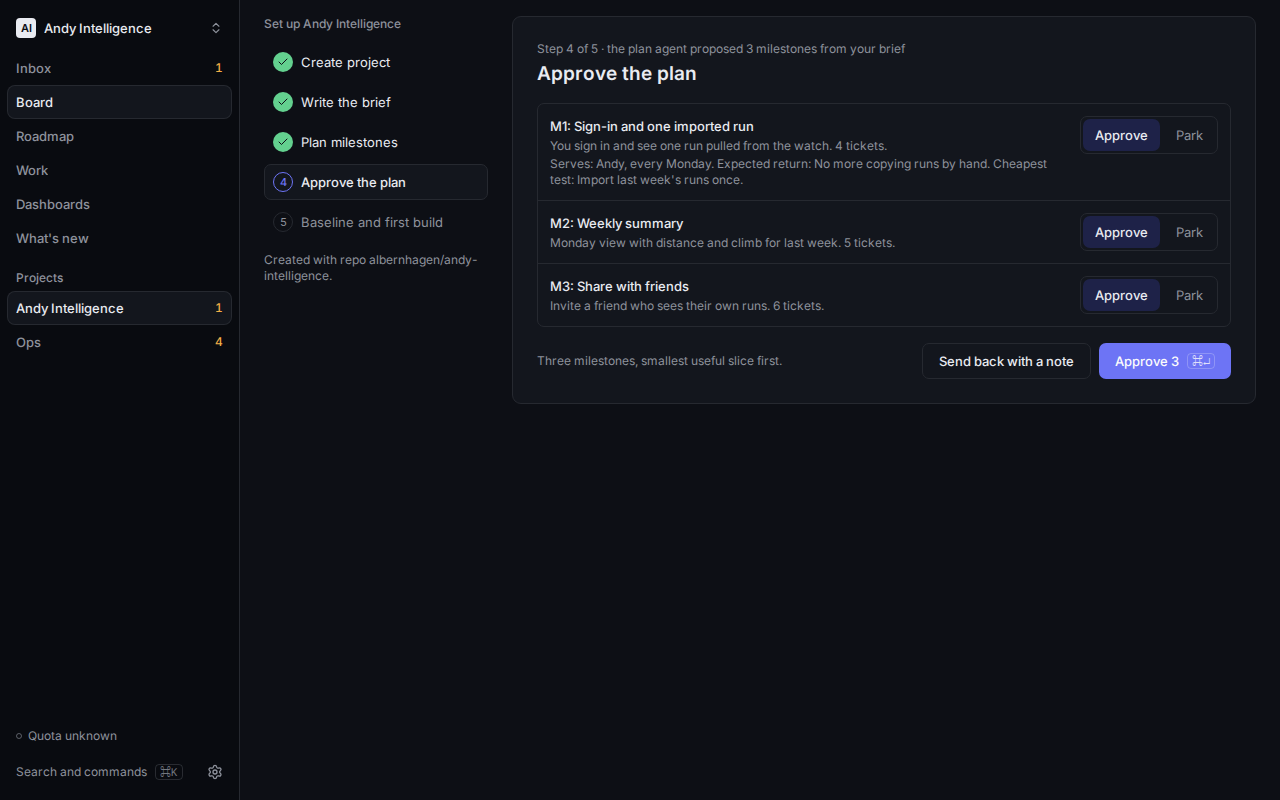 AI Andy Intelligence
Inbox 1
Board
Roadmap
Work
Dashboards
What's new
Projects
Andy Intelligence 1
Ops 4
Quota unknown
Search and commands ⌘K
Set up Andy Intelligence
Create project
Write the brief
Plan milestones
4 Approve the plan
5 Baseline and first build
Created with repo albernhagen/andy-
intelligence.
Step 4 of 5 · the plan agent proposed 3 milestones from your brief
Approve the plan
M1: Sign-in and one imported run
You sign in and see one run pulled from the watch. 4 tickets.
Serves: Andy, every Monday. Expected return: No more copying runs by hand. Cheapest
test: Import last week's runs once.
Approve Park
M2: Weekly summary
Monday view with distance and climb for last week. 5 tickets.
Approve Park
M3: Share with friends
Invite a friend who sees their own runs. 6 tickets.
Approve Park
Three milestones, smallest useful slice first.
Send back with a note
Approve 3 ⌘↵